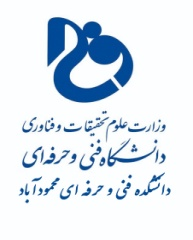 وزارت علوم تحقیقات و فناوری
دانشگاه فنی و حرفه ای
دانشکده فنی و حرفه ای محمودآباد